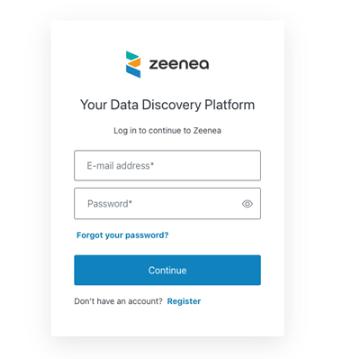 zeenea
Your Data Discovery Platform
Log in to continue to Zeenea
E-mail address*
Password*
Forgot your password?
Continue
Don't have an account? Register